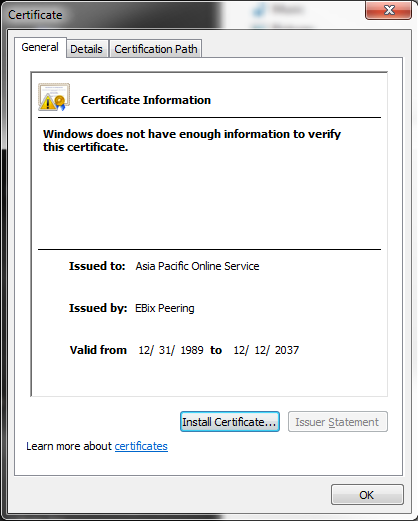 Certificate
General Details Certification Path
Certificate Information
Windows does not have enough information to verify
this certificate.
Issued to: Asia Pacific Online Service
Issued by: EBix Peering
Valid from 12/ 31/ 1989 to 12/ 12/ 2037
Install Certificate... Issuer Statement
Learn more about certificates
OK